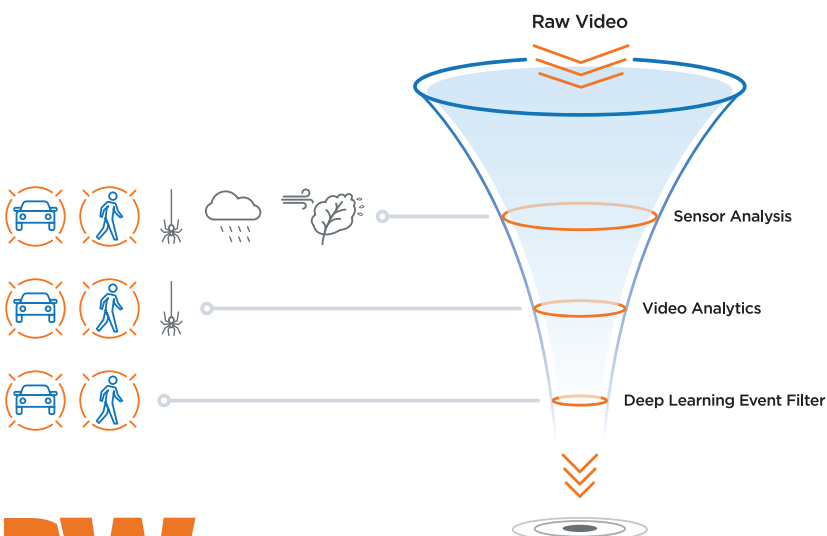 Raw Video
Sensor Analysis
Video Analytics
Deep Learning Event Filter